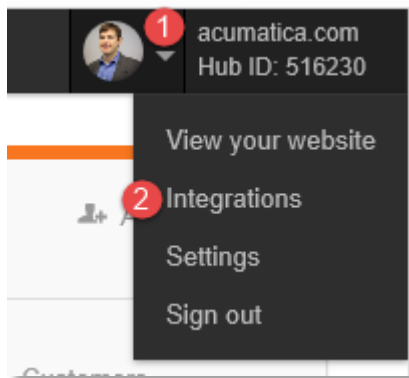 1
acumatica.com
Hub ID: 516230
View your website
2
Integrations
Settings
Sign out